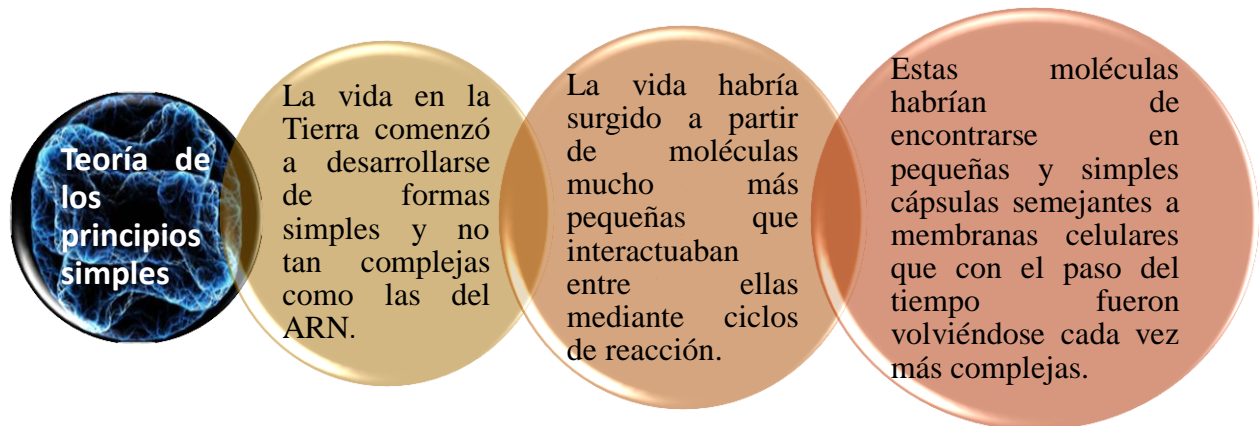 Teoría de
los
principios
simples
La vida en la
Tierra comenzó
a desarrollarse
de formas
simples y no
tan complejas
como las del
ARN.
La vida habría
surgido a partir
de moléculas
mucho más
pequeñas que
interactuaban
entre ellas
mediante ciclos
de reacción.
Estas moléculas
habrían de
encontrarse en
pequeñas y simples
cápsulas semejantes a
membranas celulares
que con el paso del
tiempo fueron
volviéndose cada vez
más complejas.